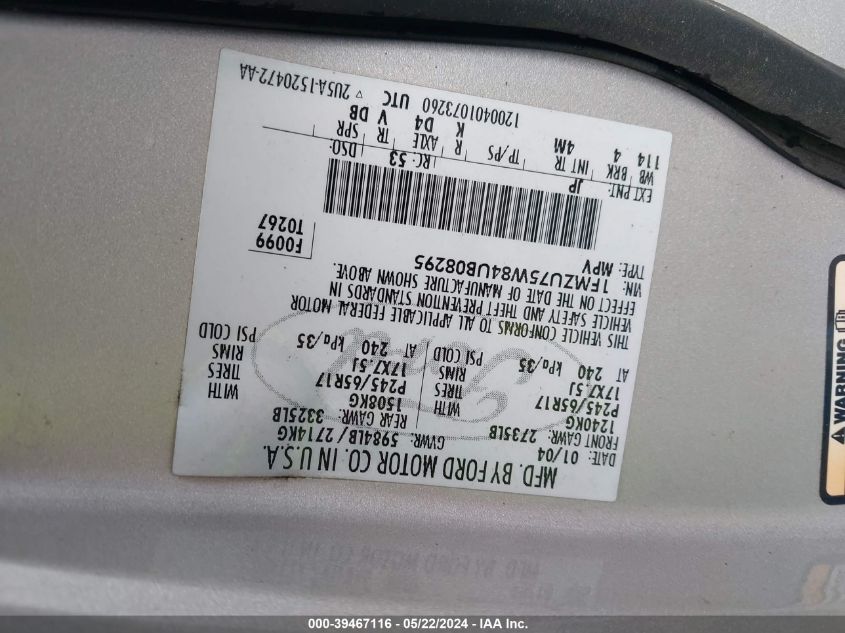 MFD. BY FORD MOTOR CO. IN U.S.A.
DATE: 01/04 GVWR: 5984LB/2714KG
FRONT GAWR: 2735LB REAR GAWR: 3325LB
1240KG 1508KG
P245/65R17 WITH TIRES P245/65R17 WITH TIRES
17X7.5J RINS 17X7.5J RIMS
AT 240 kPa/35 PSI COLD AT 240 kPa/35 PSI COLD
THIS VEHICLE CONFORMS TO ALL APPLICABLE FEDERAL MOTOR
VEHICLE SAFETY AND THEFT PREVENTION STANDARDS IN
EFFECT ON THE DATE OF MANUFACTURE SHOWN ABOVE.
VIN: 1FMZU75W84UB08295
TYPE: MPV
F0099
T0267
EXT PNT: JP RC: 53 DSO:
WB BRK INT TR TP/PS R AXLE TR SPR
114 4 4M K D4 V DB
1200401073260 UTC ▽ 2U5A-1520472-AA
WARNING
000-39467116 - 05/22/2024 - IAA Inc.